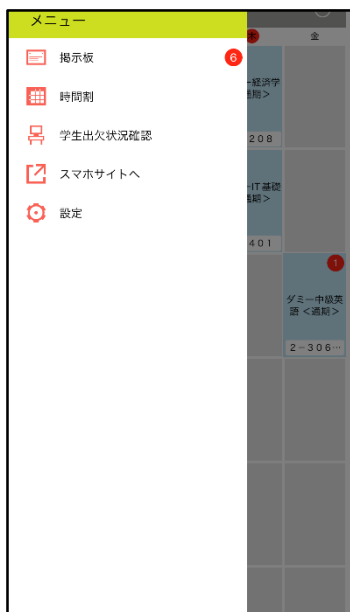 メニュー
掲示板
6
時間割
学生出欠状況確認
スマホサイトへ
設定
金
経済学
期>
208
IT基礎
期>
401
1
ダミー中級英
語 <通期>
2-306…